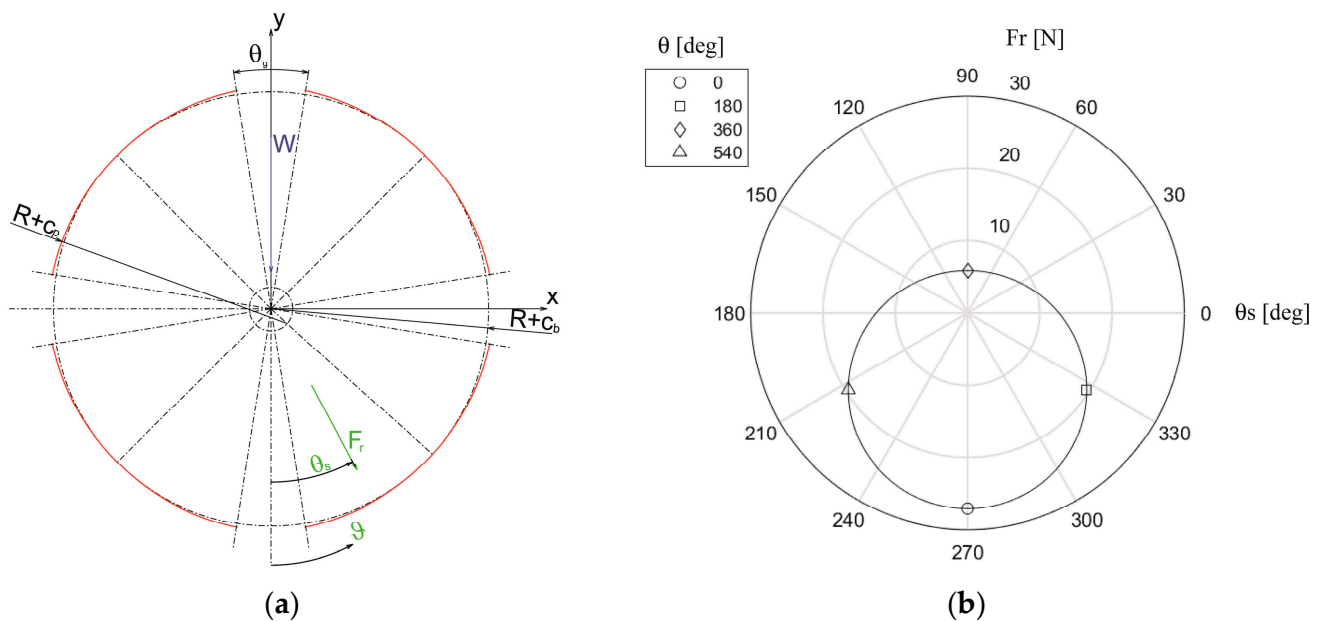 y
θy
W
R+cp
x
R+cb
Fr
θs
ϑ
(a)
θ [deg]
0
180
360
540
Fr [N]
90
120
60
30
150
20
30
10
180
0
θs [deg]
210
330
240
300
270
(b)